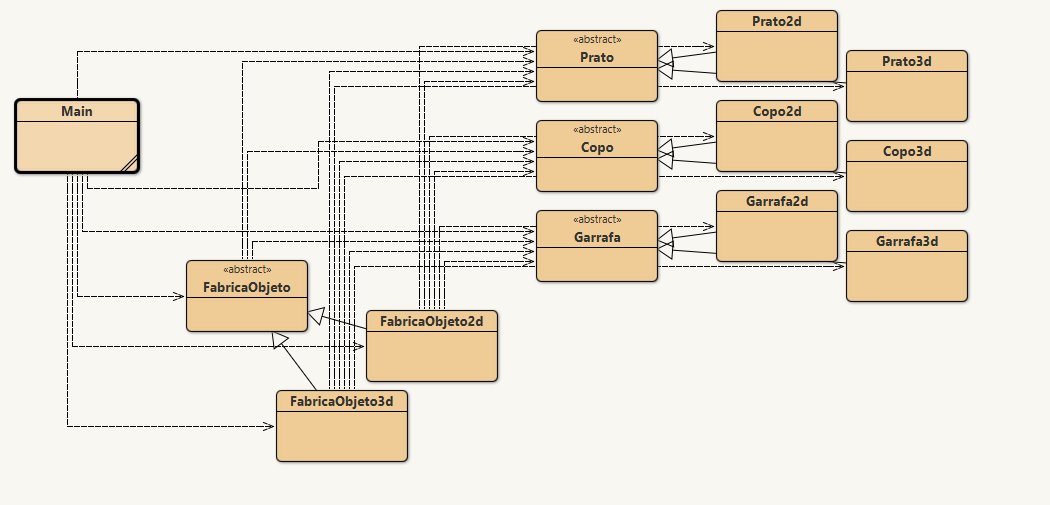 Main
«abstract»
Prato
Prato2d
Prato3d
«abstract»
Copo
Copo2d
Copo3d
«abstract»
Garrafa
Garrafa2d
Garrafa3d
«abstract»
FabricaObjeto
FabricaObjeto2d
FabricaObjeto3d